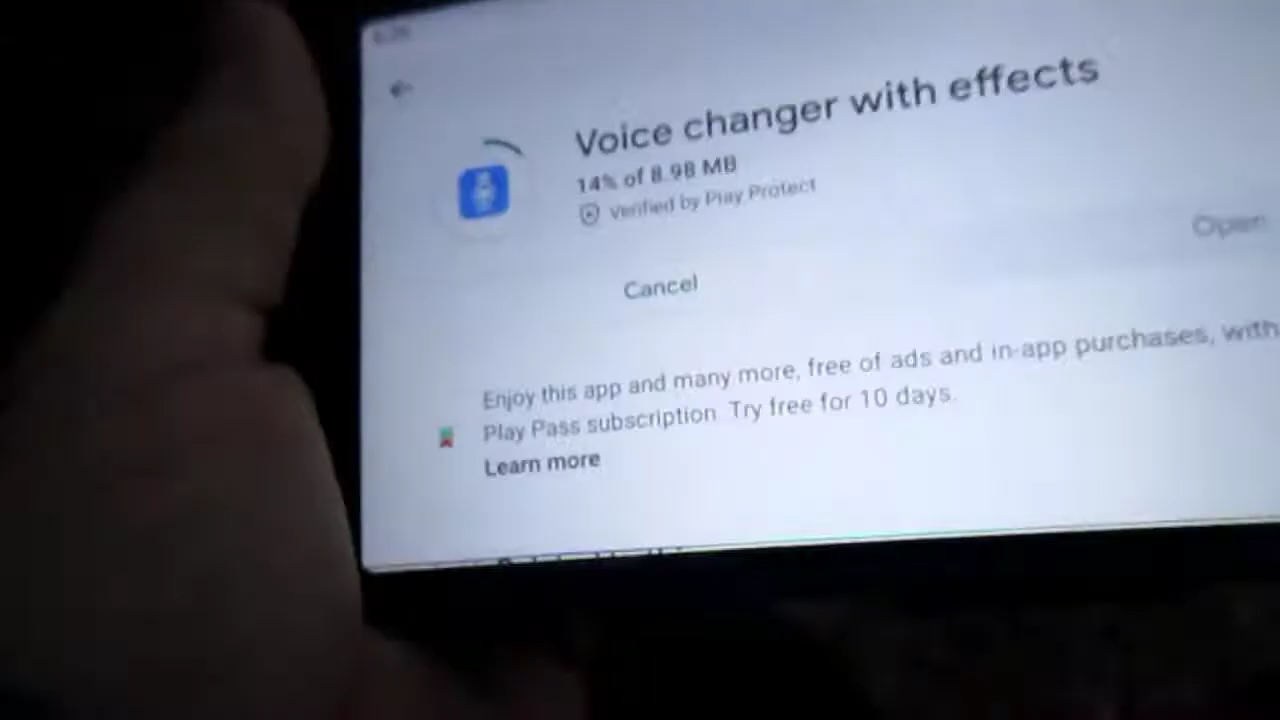 Voice changer with effects
14% of 8.98 MB
Verified by Play Protect
Open
Cancel
Enjoy this app and many more, free of ads and in-app purchases, with
Play Pass subscription. Try free for 10 days.
Learn more